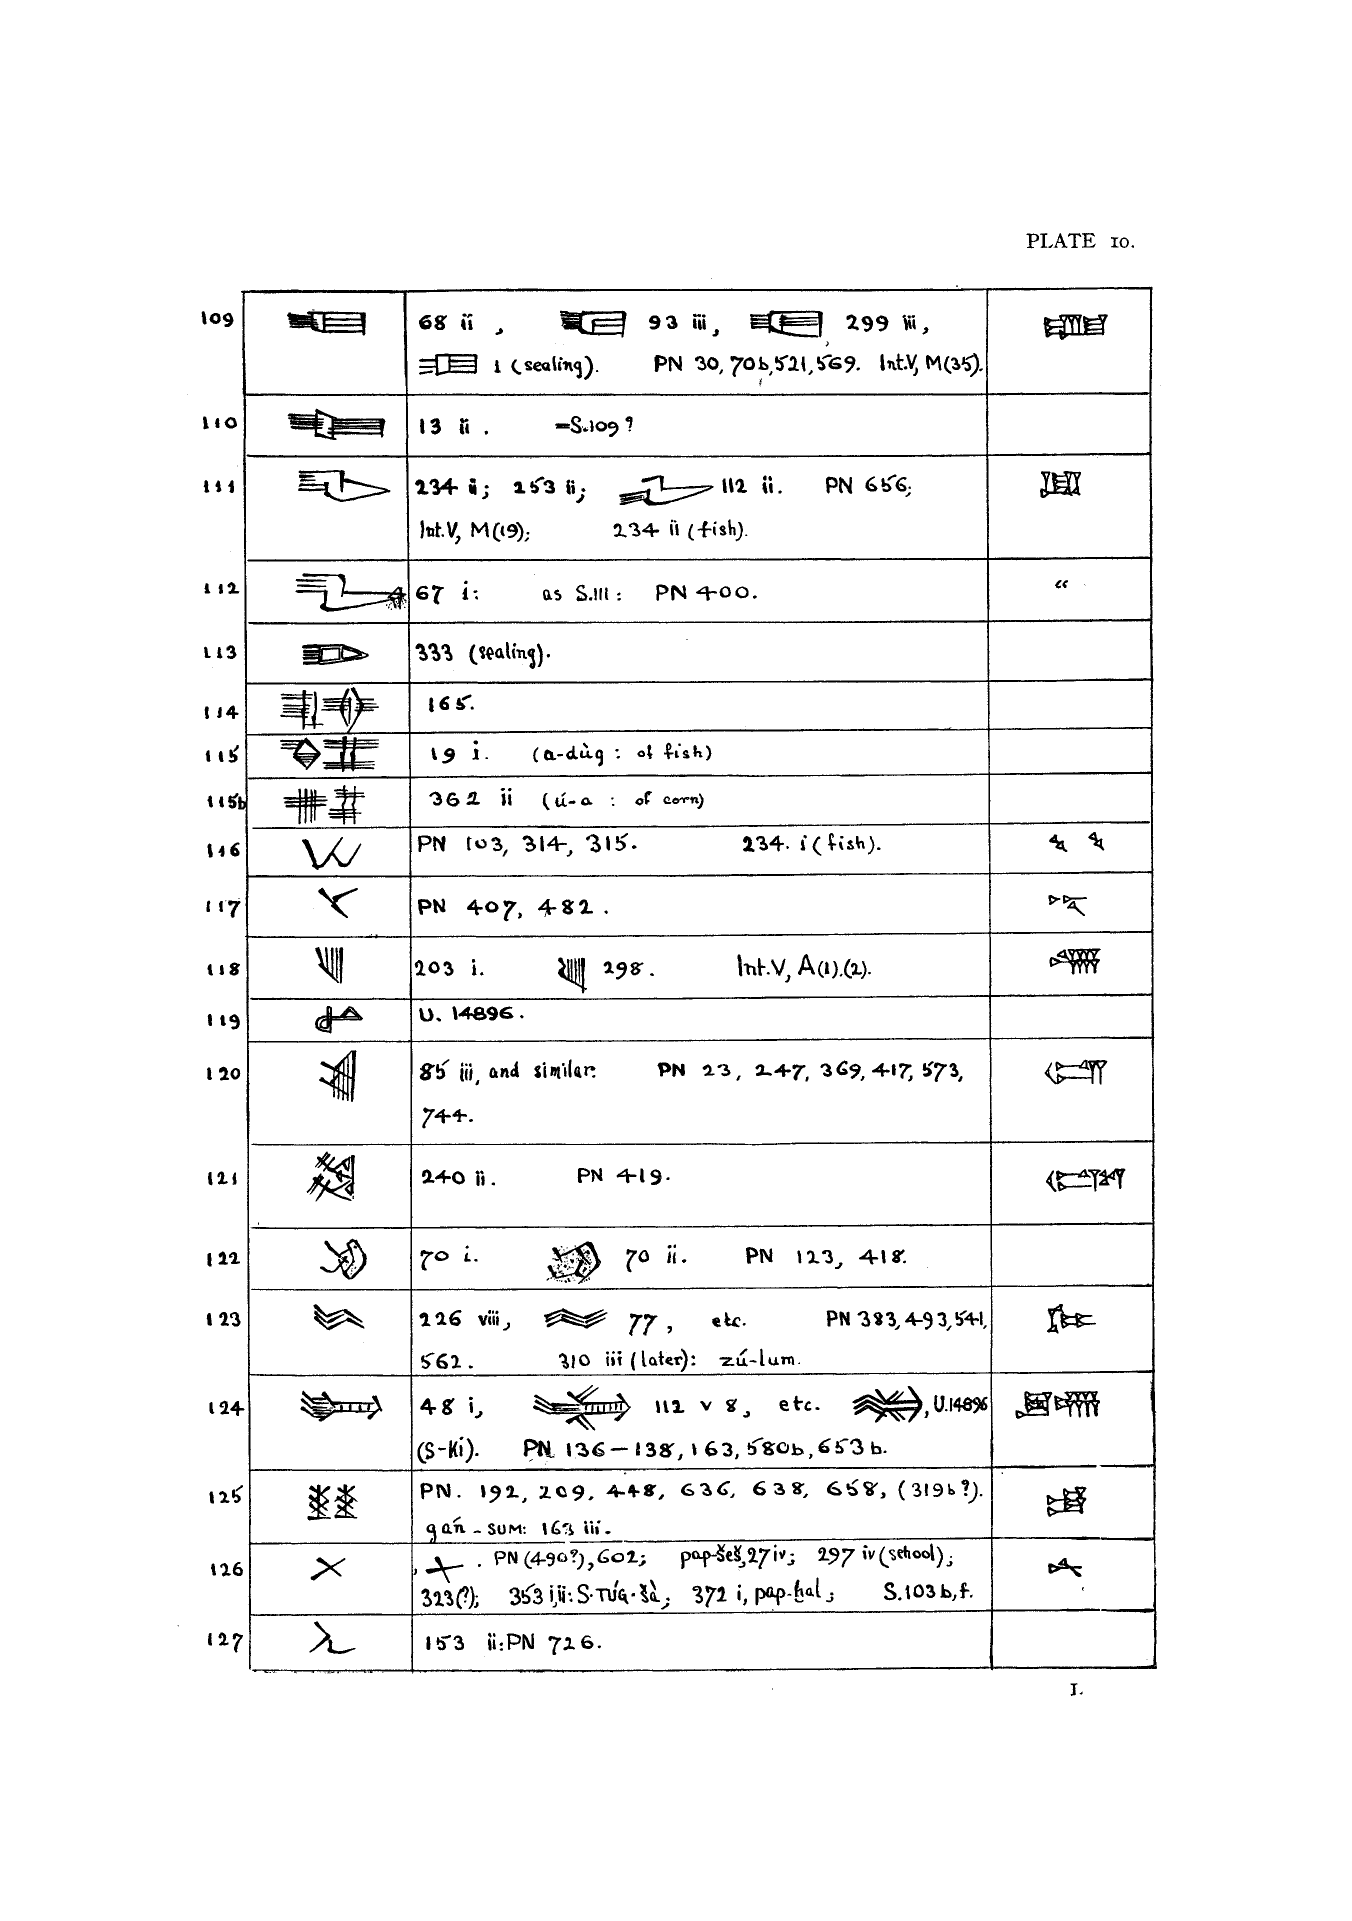 PLATE 10.
109 68 ii , 93 iii, 299 iii,
1 (sealing). PN 30, 70b, 521, 569. Int.V, M(35).
110 13 ii . =S.109?
111 234 ii; 253 ii; 112 ii. PN 656;
Int.V, M(19); 234 ii (fish).
112 67 i: as S.111: PN 400. “
113 333 (sealing).
114 165.
115 19 i. (a-dùg : of fish)
115b 362 ii (ú-a : of corn)
116 PN 103, 314, 315. 234. i (fish).
117 PN 407, 482.
118 203 i. 298. Int.V, A(1).(2).
119 U. 14896.
120 85 iii, and similar: PN 23, 247, 369, 417, 573,
744.
121 240 ii. PN 419.
122 70 i. 70 ii. PN 123, 418.
123 226 viii, 77, etc. PN 383, 493, 541,
562. 310 iii (later): zú-lum.
124 48 i, 112 v 8, etc. , U.14896
(S-Ki). PN 136-138, 163, 580b, 653b.
125 PN. 192, 209, 448, 636, 638, 658, (319b?).
gán-SUM: 163 iii.
126 , . PN (490?), 602; pap-šeš, 27 iv; 297 iv (school);
323(?); 353 i,ii: S-TÚG-šà; 372 i, pap-ḫal; S.103b,f.
127 153 ii: PN 726.
I.